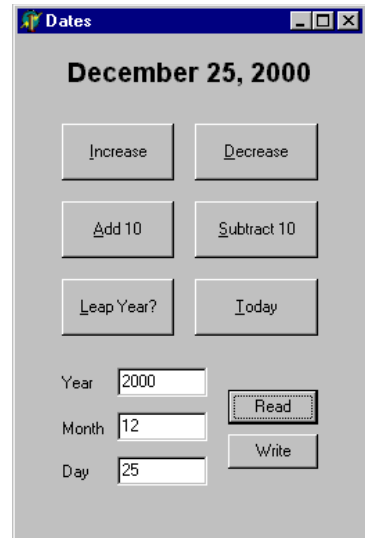 Dates
December 25, 2000
Increase Decrease
Add 10 Subtract 10
Leap Year? Today
Year 2000
Read
Month 12
Write
Day 25